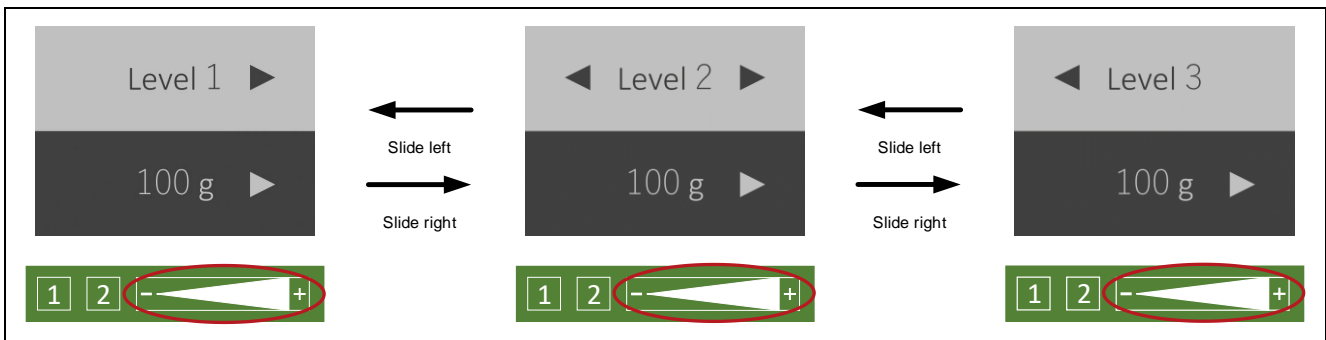 Level 1 ▶
◀ Level 2 ▶
◀ Level 3
Slide left
Slide left
100 g ▶
100 g ▶
100 g ▶
Slide right
Slide right
1 2 - +
1 2 - +
1 2 - +